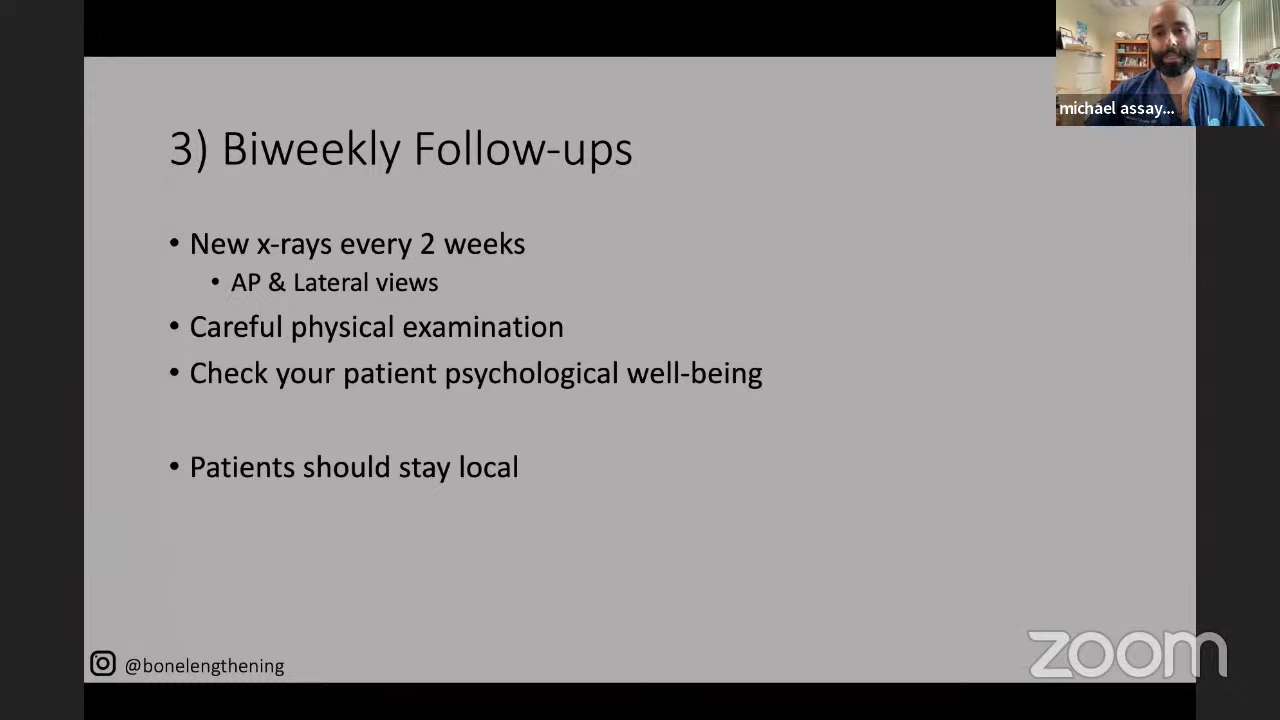 michael assay...
3) Biweekly Follow-ups
• New x-rays every 2 weeks
• AP & Lateral views
• Careful physical examination
• Check your patient psychological well-being
• Patients should stay local
@bonelengthening
zoom